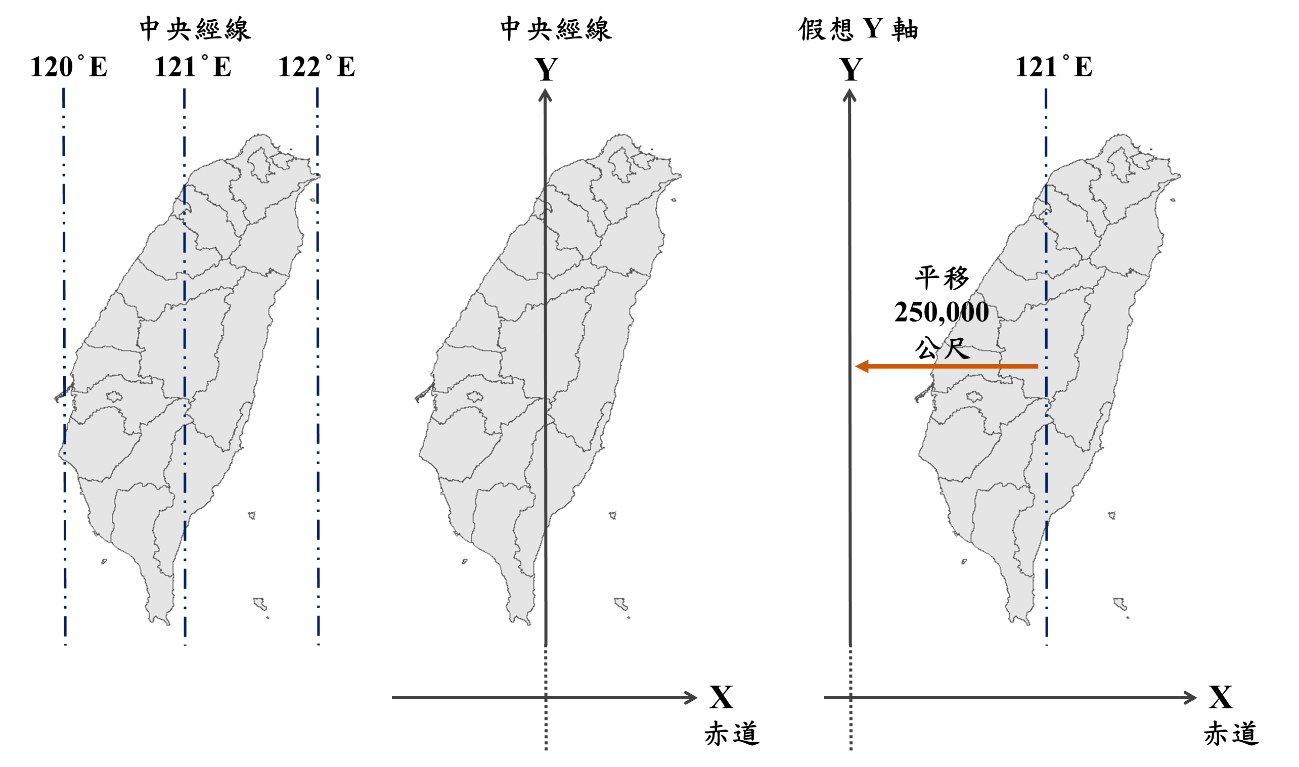 中央經線
120°E 121°E 122°E
中央經線
Y
X
赤道
假想 Y 軸
Y
121°E
平移
250,000
公尺
X
赤道